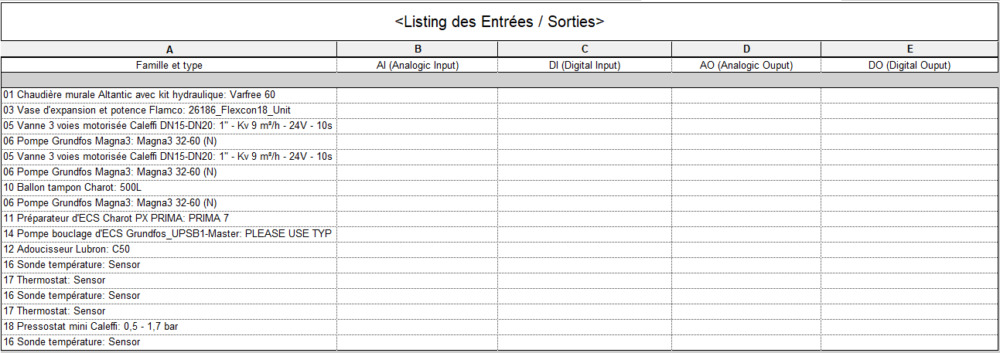 <Listing des Entrées / Sorties>
A B C D E
Famille et type AI (Analogic Input) DI (Digital Input) AO (Analogic Ouput) DO (Digital Ouput)
01 Chaudière murale Altantic avec kit hydraulique: Varfree 60
03 Vase d'expansion et potence Flamco: 26186_Flexcon18_Unit
05 Vanne 3 voies motorisée Caleffi DN15-DN20: 1" - Kv 9 m³/h - 24V - 10s
06 Pompe Grundfos Magna3: Magna3 32-60 (N)
05 Vanne 3 voies motorisée Caleffi DN15-DN20: 1" - Kv 9 m³/h - 24V - 10s
06 Pompe Grundfos Magna3: Magna3 32-60 (N)
10 Ballon tampon Charot: 500L
06 Pompe Grundfos Magna3: Magna3 32-60 (N)
11 Préparateur d'ECS Charot PX PRIMA: PRIMA 7
14 Pompe bouclage d'ECS Grundfos_UPSB1-Master: PLEASE USE TYP
12 Adoucisseur Lubron: C50
16 Sonde température: Sensor
17 Thermostat: Sensor
16 Sonde température: Sensor
17 Thermostat: Sensor
18 Pressostat mini Caleffi: 0,5 - 1,7 bar
16 Sonde température: Sensor